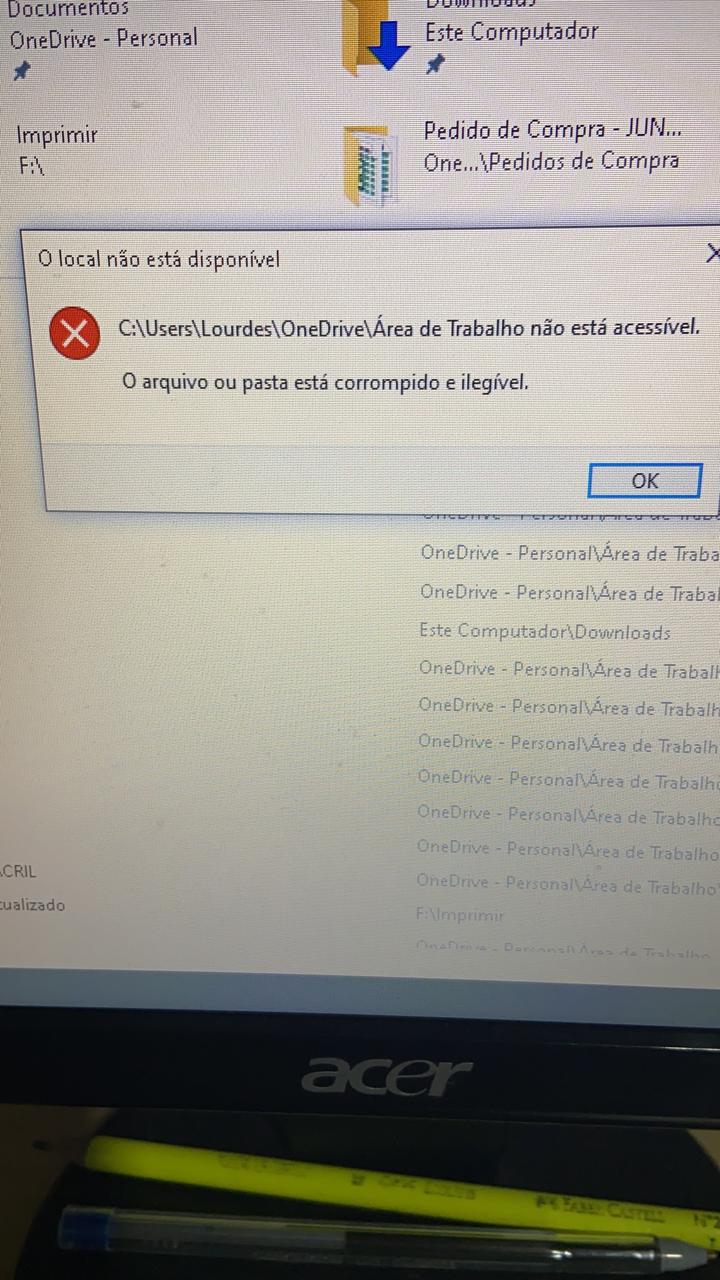 Documentos
OneDrive - Personal
Downloads
Este Computador
Imprimir
F:\
Pedido de Compra - JUN...
One...\Pedidos de Compra
O local não está disponível
C:\Users\Lourdes\OneDrive\Área de Trabalho não está acessível.
O arquivo ou pasta está corrompido e ilegível.
OK
OneDrive - Personal\Área de Traba
OneDrive - Personal\Área de Traba
OneDrive - Personal\Área de Trabal
Este Computador\Downloads
OneDrive - Personal\Área de Trabalh
OneDrive - Personal\Área de Trabalh
OneDrive - Personal\Área de Trabalh
OneDrive - Personal\Área de Trabalho
OneDrive - Personal\Área de Trabalho
OneDrive - Personal\Área de Trabalho
OneDrive - Personal\Área de Trabalho\
F:\Imprimir
OneDrive - Personal\Área de Trabalho
ACRIL
tualizado
acer
FABER CASTELL Nº2